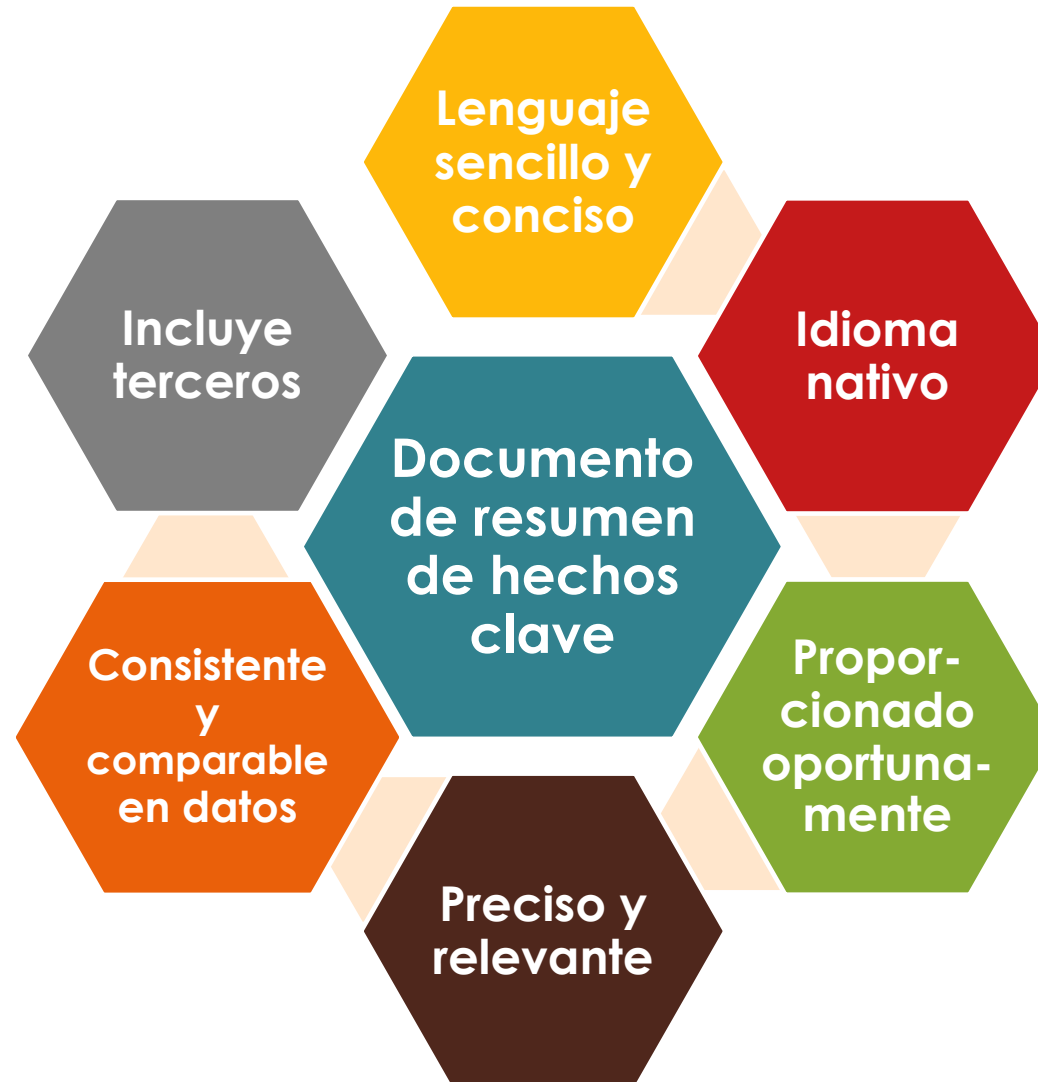 Lenguaje
sencillo y
conciso
Idioma
nativo
Propor-
cionado
oportuna-
mente
Preciso y
relevante
Consistente
y
comparable
en datos
Incluye
terceros
Documento
de resumen
de hechos
clave